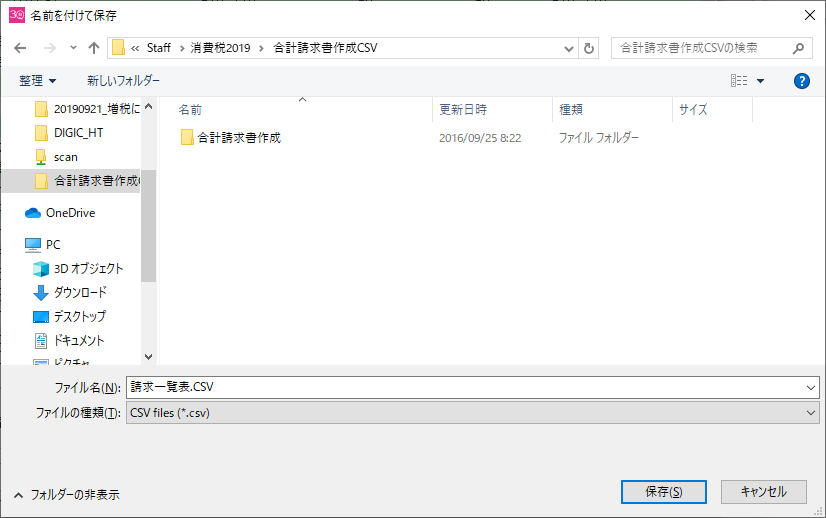 名前を付けて保存
« Staff > 消費税2019 > 合計請求書作成CSV
合計請求書作成CSVの検索
整理 新しいフォルダー
名前 更新日時 種類 サイズ
合計請求書作成 2016/09/25 8:22 ファイル フォルダー
20190921_増税に
DIGIC_HT
scan
合計請求書作成C
OneDrive
PC
3D オブジェクト
ダウンロード
デスクトップ
ドキュメント
ピクチャ
ファイル名(N): 請求一覧表.CSV
ファイルの種類(T): CSV files (*.csv)
フォルダーの非表示
保存(S) キャンセル